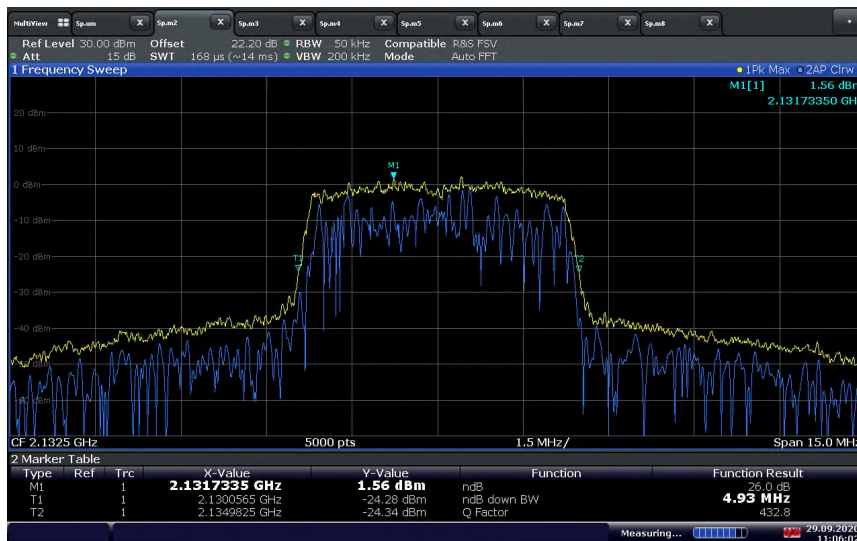 MultiView Sp.um X Sp.m2 X Sp.m3 X Sp.m4 X Sp.m5 X Sp.m6 X Sp.m7 X Sp.m8 X
Ref Level 30.00 dBm Offset 22.20 dB RBW 50 kHz Compatible R&S FSV
Att 15 dB SWT 168 µs (~14 ms) VBW 200 kHz Mode Auto FFT
1 Frequency Sweep 1Pk Max 2AP Clrw
M1[1] 1.56 dBm
2.13173350 GH
20 dBm
10 dBm
M1
0 dBm
-10 dBm
-20 dBm
T1 T2
-30 dBm
-40 dBm
CF 2.1325 GHz 5000 pts 1.5 MHz/ Span 15.0 MHz
2 Marker Table
Type Ref Trc X-Value Y-Value Function Function Result
M1 1 2.1317335 GHz 1.56 dBm ndB 26.0 dB
T1 1 2.1300565 GHz -24.28 dBm ndB down BW 4.93 MHz
T2 1 2.1349825 GHz -24.34 dBm Q Factor 432.8
Measuring... 29.09.2020
11:06:02